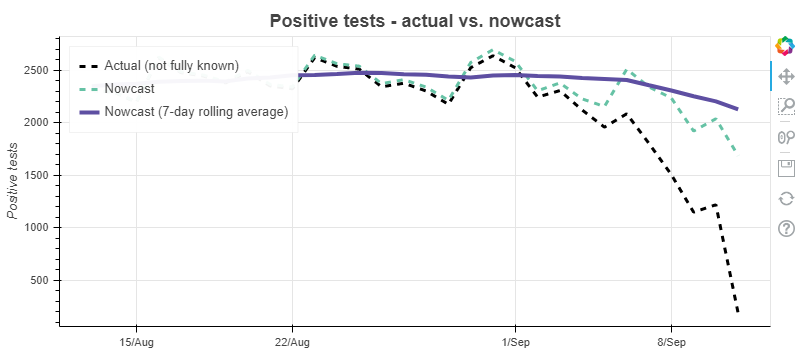 Positive tests - actual vs. nowcast
Actual (not fully known)
Nowcast
Nowcast (7-day rolling average)
Positive tests
2500
2000
1500
1000
500
15/Aug
22/Aug
1/Sep
8/Sep